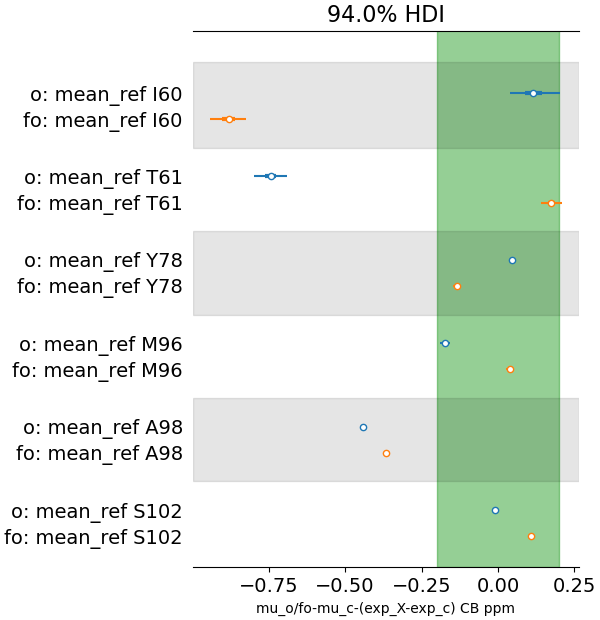 94.0% HDI
o: mean_ref I60
fo: mean_ref I60
o: mean_ref T61
fo: mean_ref T61
o: mean_ref Y78
fo: mean_ref Y78
o: mean_ref M96
fo: mean_ref M96
o: mean_ref A98
fo: mean_ref A98
o: mean_ref S102
fo: mean_ref S102
−0.75 −0.50 −0.25 0.00 0.25
mu_o/fo-mu_c-(exp_X-exp_c) CB ppm